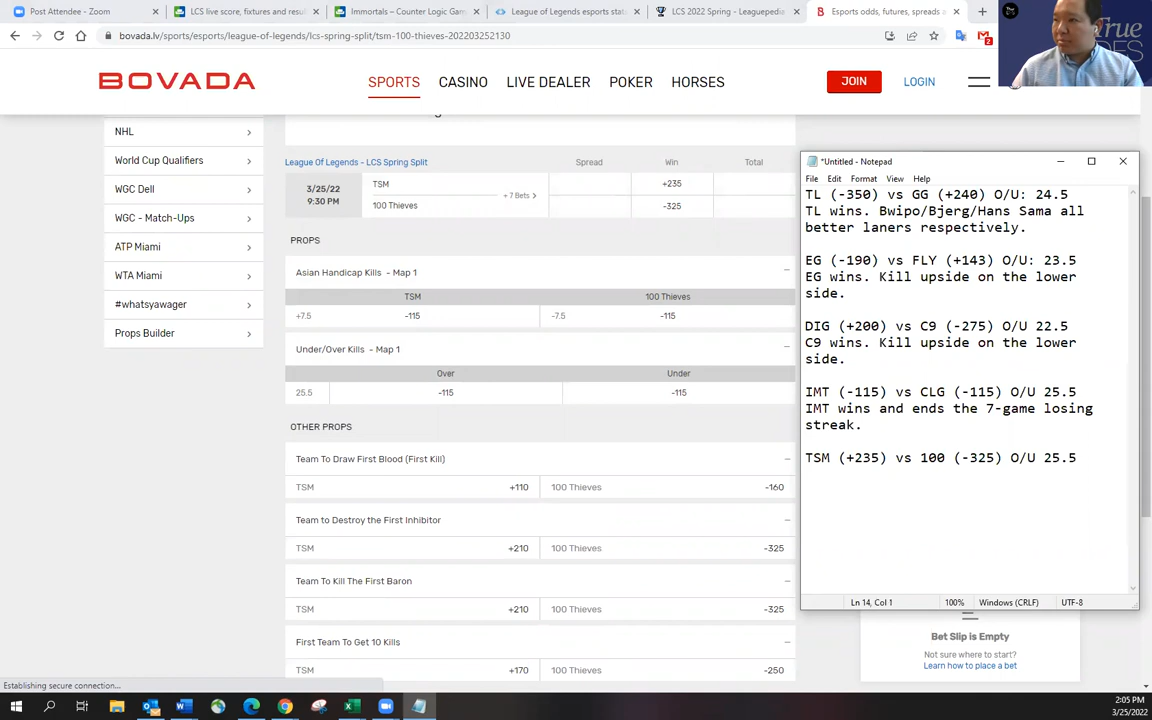 Post Attendee - Zoom
LCS live score, fixtures and resul
Immortals – Counter Logic Gam
League of Legends esports stat
LCS 2022 Spring - Leaguepedia
Esports odds, futures, spreads a
bovada.lv/sports/esports/league-of-legends/lcs-spring-split/tsm-100-thieves-202203252130
2
True
BOVADA
SPORTS
CASINO
LIVE DEALER
POKER
HORSES
JOIN
LOGIN
NHL
World Cup Qualifiers
WGC Dell
WGC - Match-Ups
ATP Miami
WTA Miami
#whatsyawager
Props Builder
League Of Legends - LCS Spring Split
Spread
Win
Total
3/25/22
9:30 PM
TSM
100 Thieves
+ 7 Bets >
+235
-325
PROPS
Asian Handicap Kills - Map 1
TSM
100 Thieves
+7.5
-115
-7.5
-115
Under/Over Kills - Map 1
Over
Under
25.5
-115
-115
OTHER PROPS
Team To Draw First Blood (First Kill)
TSM
+110
100 Thieves
-160
Team to Destroy the First Inhibitor
TSM
+210
100 Thieves
-325
Team To Kill The First Baron
TSM
+210
100 Thieves
-325
First Team To Get 10 Kills
TSM
+170
100 Thieves
-250
*Untitled - Notepad
File Edit Format View Help
TL (-350) vs GG (+240) O/U: 24.5
TL wins. Bwipo/Bjerg/Hans Sama all
better laners respectively.
EG (-190) vs FLY (+143) O/U: 23.5
EG wins. Kill upside on the lower
side.
DIG (+200) vs C9 (-275) O/U 22.5
C9 wins. Kill upside on the lower
side.
IMT (-115) vs CLG (-115) O/U 25.5
IMT wins and ends the 7-game losing
streak.
TSM (+235) vs 100 (-325) O/U 25.5
Ln 14, Col 1
100%
Windows (CRLF)
UTF-8
Bet Slip is Empty
Not sure where to start?
Learn how to place a bet
Establishing secure connection...
2:05 PM
3/25/2022